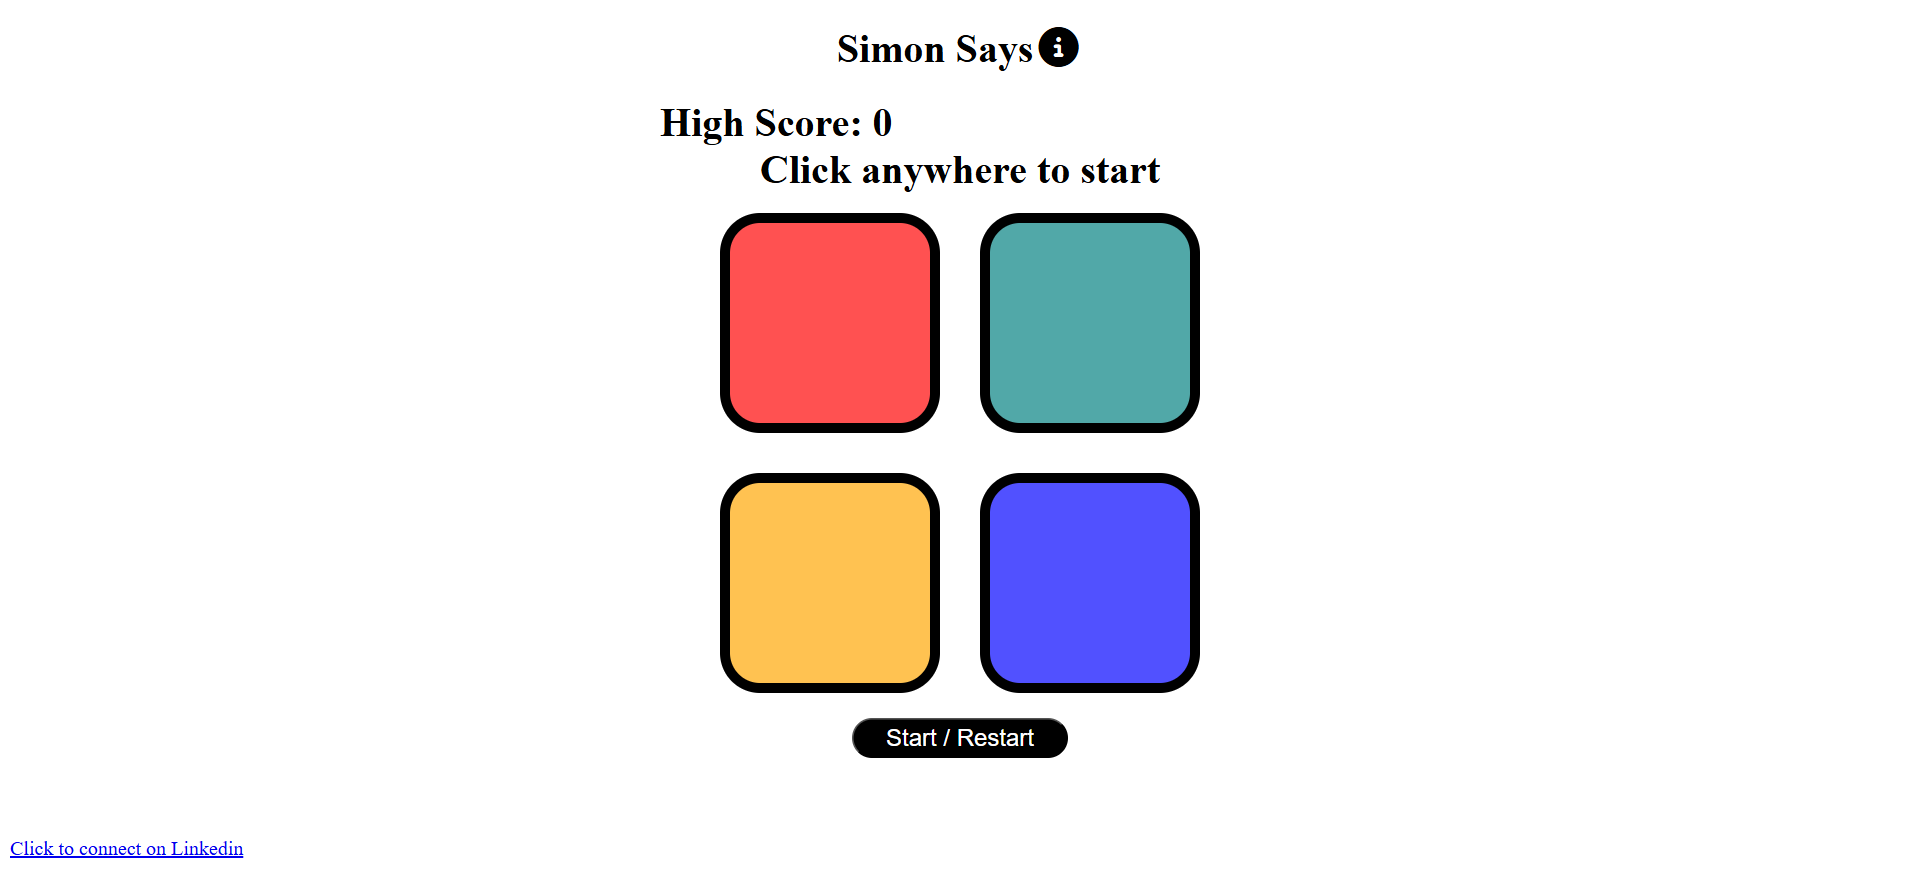 Simon Says
High Score: 0
Click anywhere to start
Start / Restart
Click to connect on Linkedin